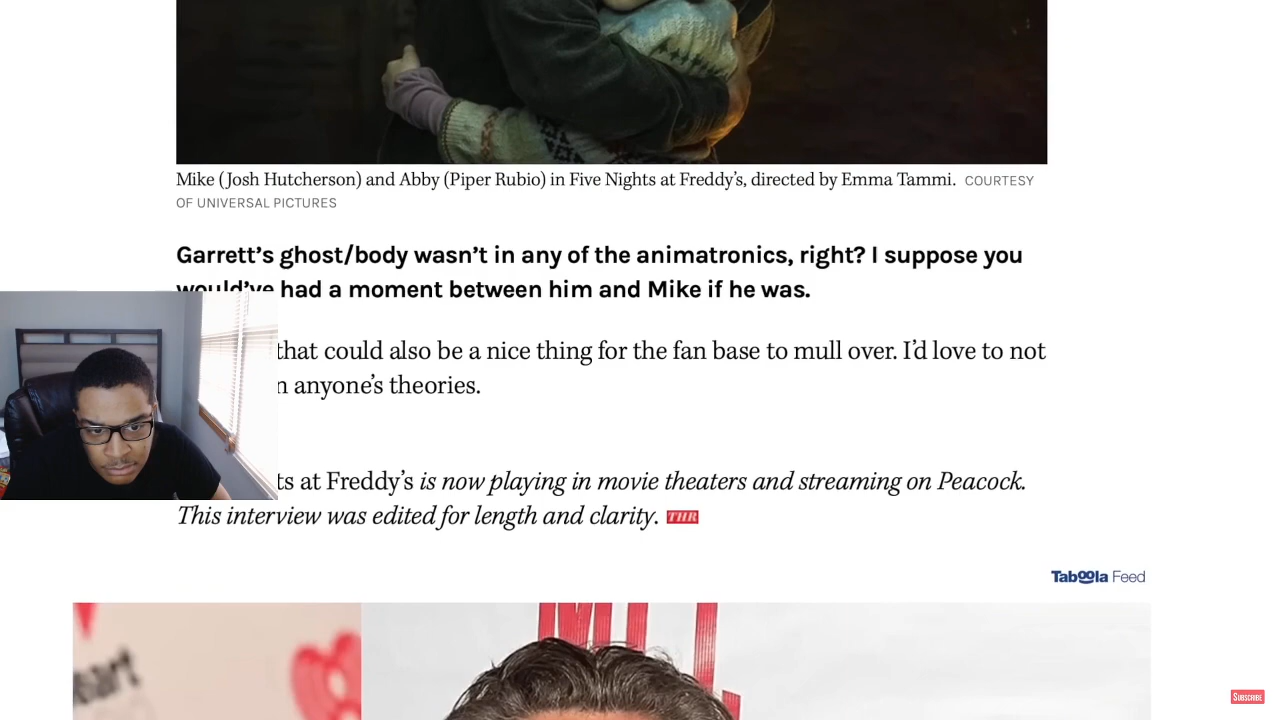 Mike (Josh Hutcherson) and Abby (Piper Rubio) in Five Nights at Freddy's, directed by Emma Tammi. COURTESY
OF UNIVERSAL PICTURES
Garrett’s ghost/body wasn’t in any of the animatronics, right? I suppose you
would’ve had a moment between him and Mike if he was.
that could also be a nice thing for the fan base to mull over. I’d love to not
anyone’s theories.
ts at Freddy’s is now playing in movie theaters and streaming on Peacock.
This interview was edited for length and clarity. THR
Taboola Feed
SUBSCRIBE